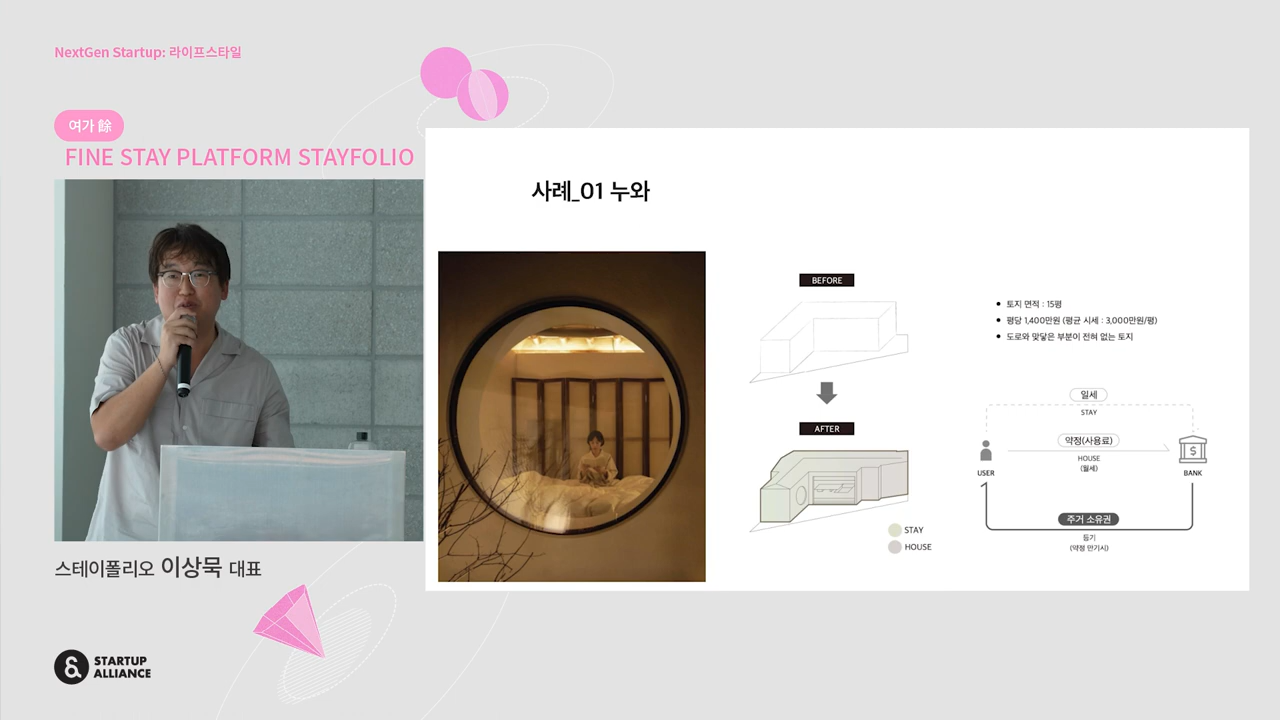 NextGen Startup: 라이프스타일
여가 餘
FINE STAY PLATFORM STAYFOLIO
사례_01 누와
BEFORE
AFTER
STAY
HOUSE
토지 면적 : 15평
평당 1,400만원 (평균 시세 : 3,000만원/평)
도로와 맞닿은 부분이 전혀 없는 토지
일세
STAY
약정(사용료)
HOUSE
(월세)
USER
$
BANK
주거 소유권
등기
(약정 만기시)
스테이폴리오 이상묵 대표
STARTUP
ALLIANCE